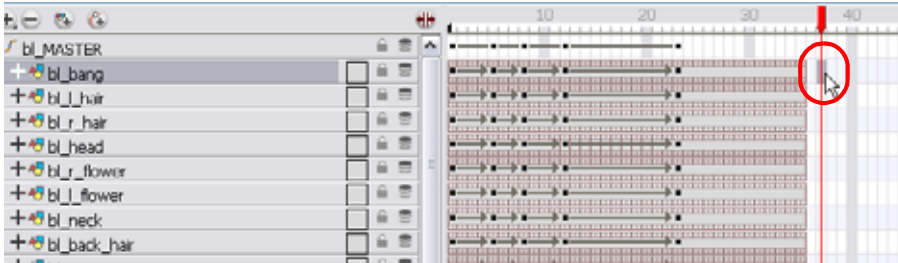 10 20 30 40
bl_MASTER
bl_bang
bl_l_hair
bl_r_hair
bl_head
bl_r_flower
bl_l_flower
bl_neck
bl_back_hair